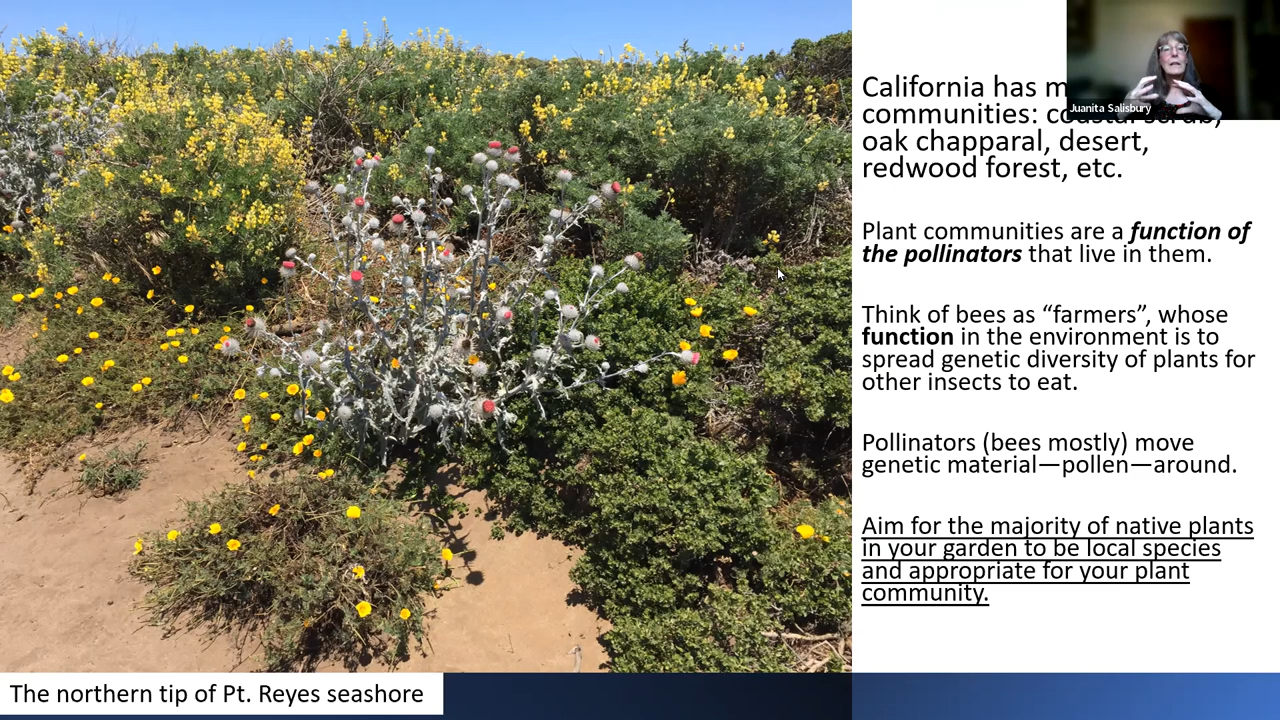 California has
communities:
oak chapparal, desert,
redwood forest, etc.
Plant communities are a function of
the pollinators that live in them.
Think of bees as “farmers”, whose
function in the environment is to
spread genetic diversity of plants for
other insects to eat.
Pollinators (bees mostly) move
genetic material—pollen—around.
Aim for the majority of native plants
in your garden to be local species
and appropriate for your plant
community.
Juanita Salisbury
The northern tip of Pt. Reyes seashore